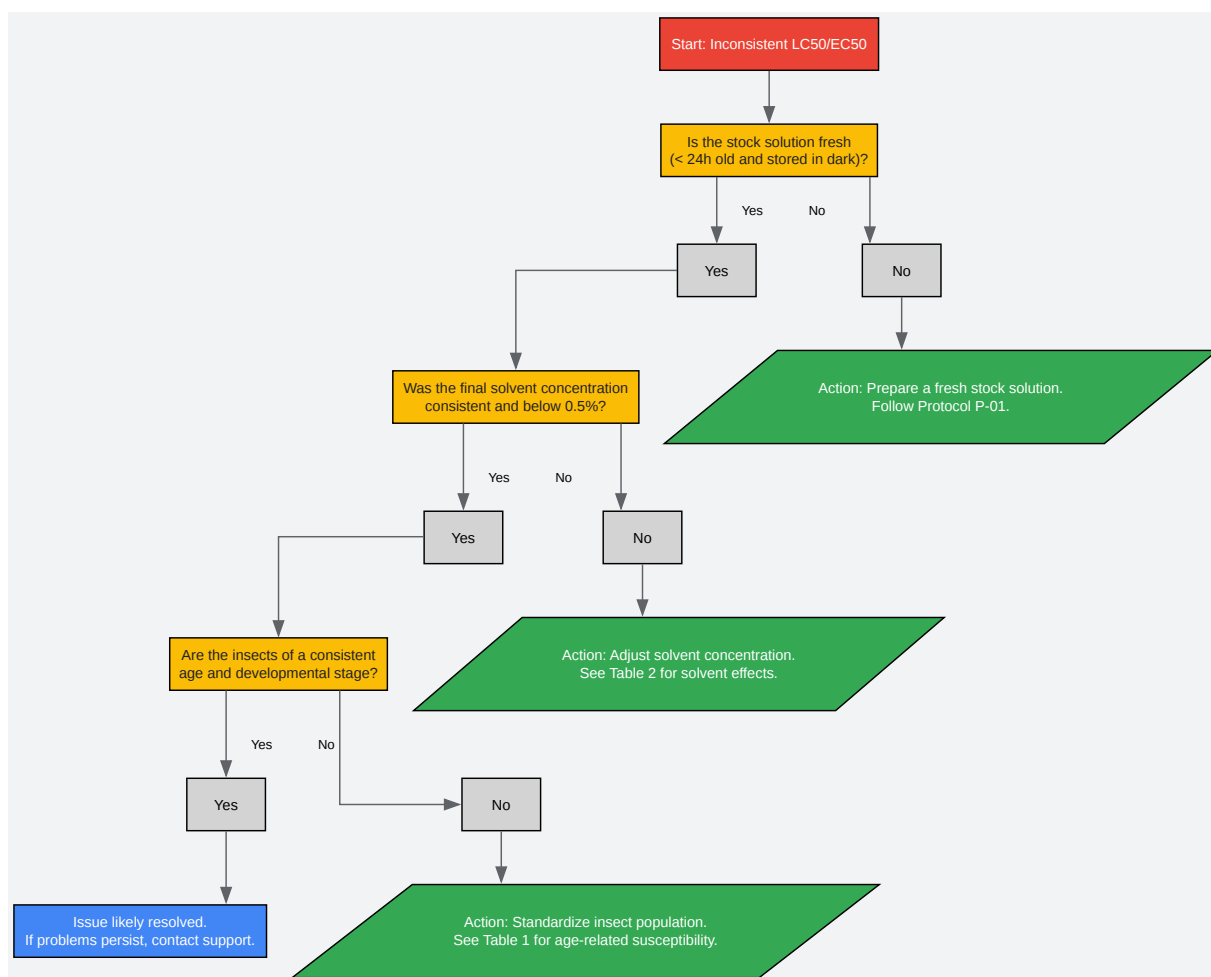 Start: Inconsistent LC50/EC50
Is the stock solution fresh
(< 24h old and stored in dark)?
Yes
No
Yes
No
Action: Prepare a fresh stock solution.
Follow Protocol P-01.
Was the final solvent concentration
consistent and below 0.5%?
Yes
No
Yes
No
Action: Adjust solvent concentration.
See Table 2 for solvent effects.
Are the insects of a consistent
age and developmental stage?
Yes
No
Yes
No
Issue likely resolved.
If problems persist, contact support.
Action: Standardize insect population.
See Table 1 for age-related susceptibility.